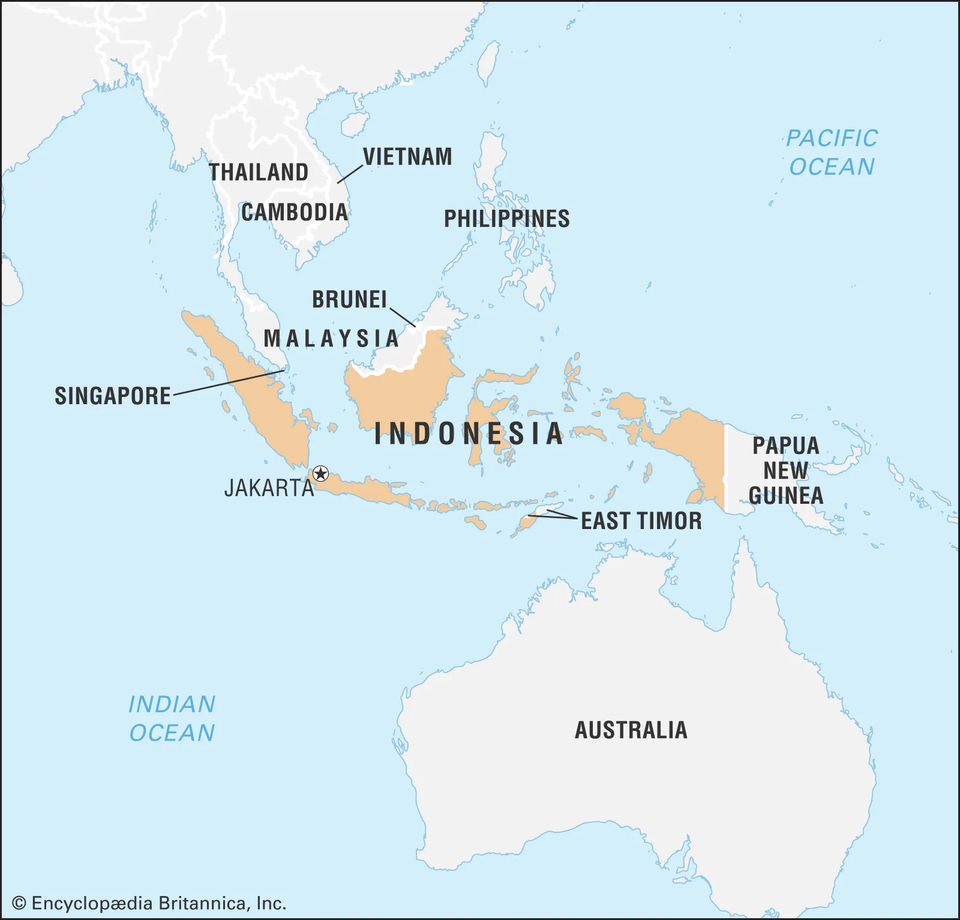 PACIFIC
OCEAN
VIETNAM
THAILAND
CAMBODIA
PHILIPPINES
BRUNEI
MALAYSIA
SINGAPORE
INDONESIA
PAPUA
NEW
GUINEA
JAKARTA
EAST TIMOR
INDIAN
OCEAN
AUSTRALIA
© Encyclopædia Britannica, Inc.